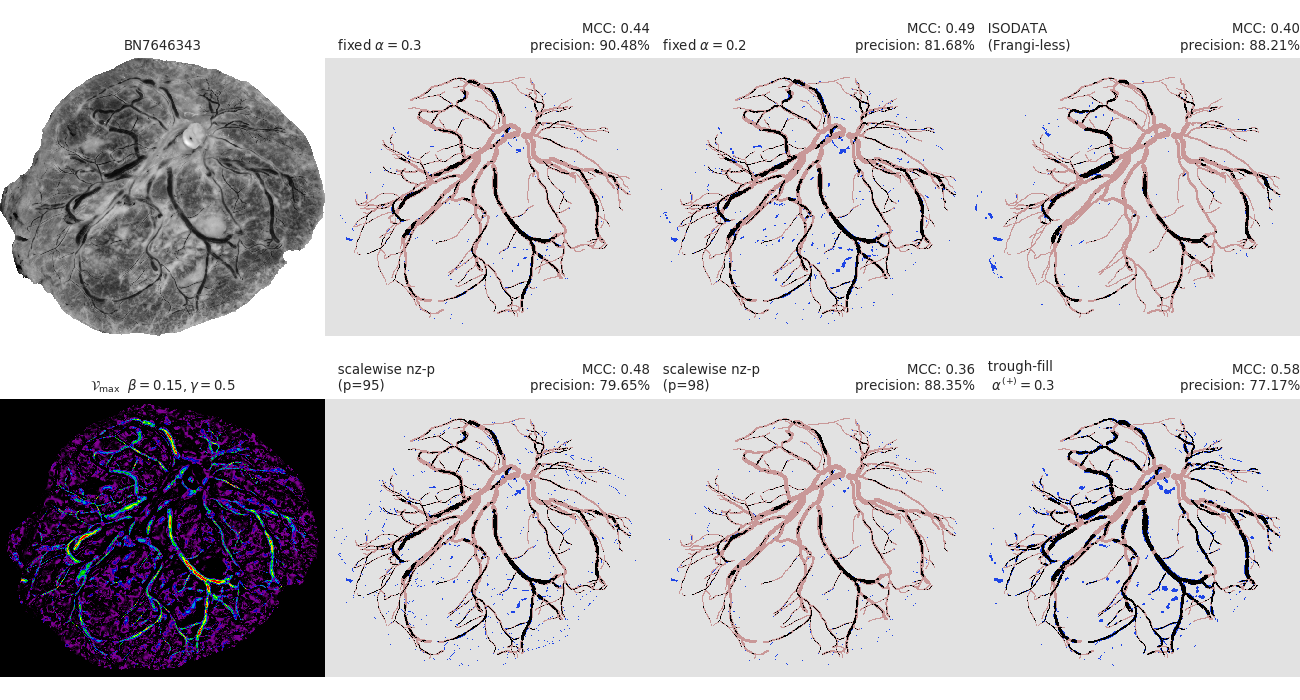 BN7646343
fixed α = 0.3
MCC: 0.44
precision: 90.48%
fixed α = 0.2
MCC: 0.49
precision: 81.68%
ISODATA
(Frangi-less)
MCC: 0.40
precision: 88.21%
𝒱max β = 0.15, γ = 0.5
scalewise nz-p
(p=95)
MCC: 0.48
precision: 79.65%
scalewise nz-p
(p=98)
MCC: 0.36
precision: 88.35%
trough-fill
α(+) = 0.3
MCC: 0.58
precision: 77.17%